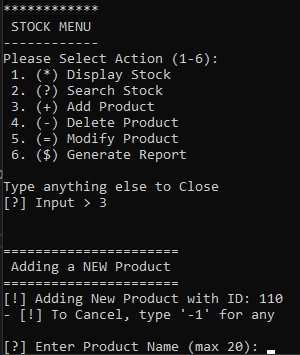 ************
STOCK MENU
------------
Please Select Action (1-6):
1. (*) Display Stock
2. (?) Search Stock
3. (+) Add Product
4. (-) Delete Product
5. (=) Modify Product
6. ($) Generate Report
Type anything else to Close
[?] Input > 3
======================
Adding a NEW Product
======================
[!] Adding New Product with ID: 110
- [!] To Cancel, type '-1' for any
[?] Enter Product Name (max 20):